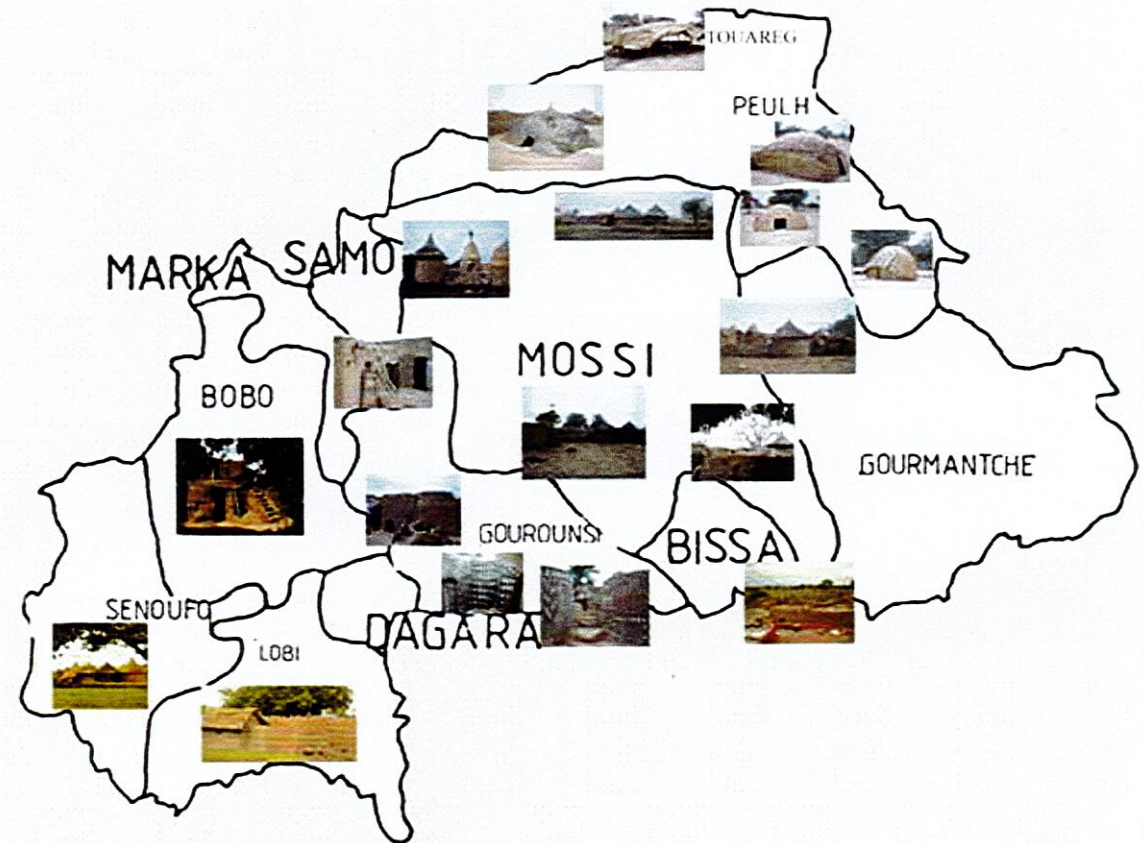 TOUAREG
PEULH
MARKA
SAMO
MOSSI
BOBO
GOURMANTCHE
GOUROUNSI
BISSA
SENOUFO
DAGARA
LOBI